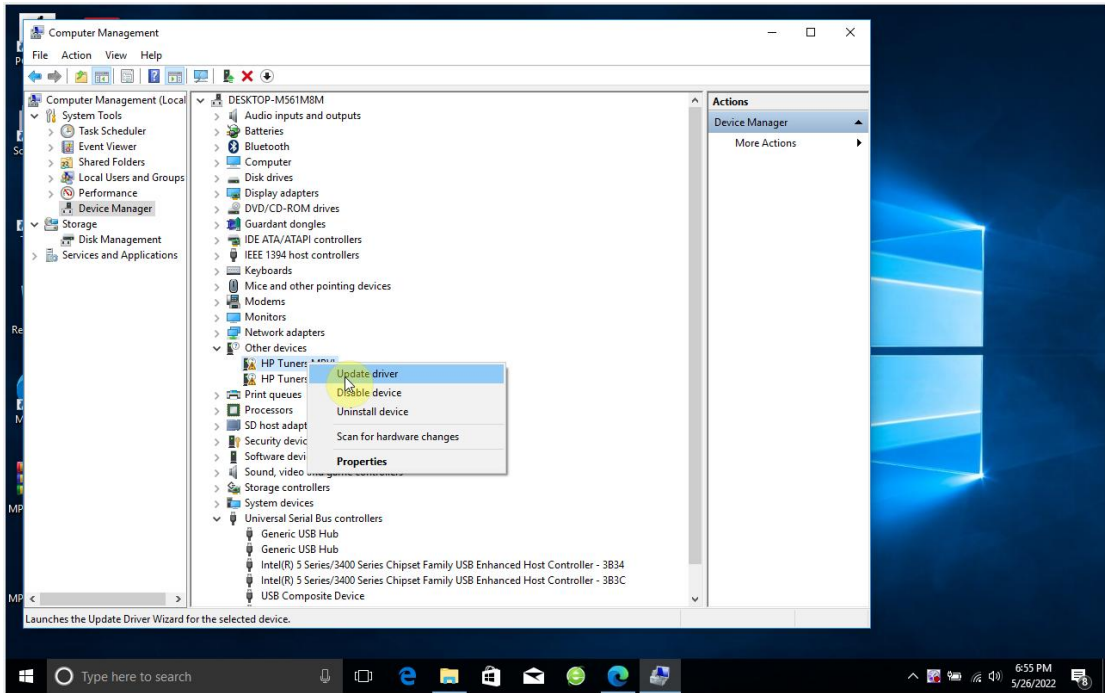 Computer Management
File Action View Help
Computer Management (Local
System Tools
Task Scheduler
Event Viewer
Shared Folders
Local Users and Groups
Performance
Device Manager
Storage
Disk Management
Services and Applications
DESKTOP-M561M8M
Audio inputs and outputs
Batteries
Bluetooth
Computer
Disk drives
Display adapters
DVD/CD-ROM drives
Guardant dongles
IDE ATA/ATAPI controllers
IEEE 1394 host controllers
Keyboards
Mice and other pointing devices
Modems
Monitors
Network adapters
Other devices
HP Tuners MPVI
HP Tuners
Print queues
Processors
SD host adapt
Security devic
Software devi
Sound, video and game controllers
Storage controllers
System devices
Universal Serial Bus controllers
Generic USB Hub
Generic USB Hub
Intel(R) 5 Series/3400 Series Chipset Family USB Enhanced Host Controller - 3B34
Intel(R) 5 Series/3400 Series Chipset Family USB Enhanced Host Controller - 3B3C
USB Composite Device
Update driver
Disable device
Uninstall device
Scan for hardware changes
Properties
Actions
Device Manager
More Actions
Launches the Update Driver Wizard for the selected device.
Type here to search
6:55 PM
5/26/2022
8